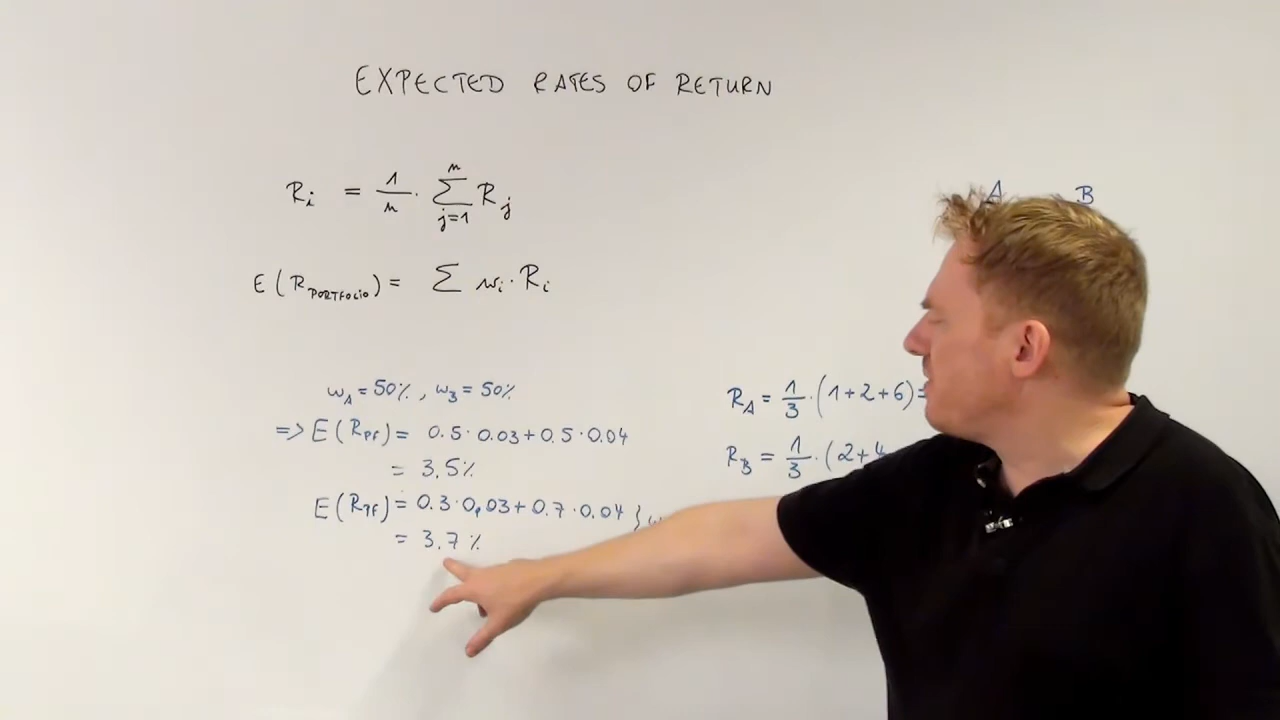 EXPECTED RATES OF RETURN
R_i = 1/n · Σ_{j=1}^{n} R_j
E(R_PORTFOLIO) = Σ w_i · R_i
A B
w_A = 50%, w_B = 50%
=> E(R_PF) = 0.5 · 0.03 + 0.5 · 0.04
= 3.5%
E(R_PF) = 0.3 · 0,03 + 0.7 · 0.04 }
= 3.7%
R_A = 1/3 · (1+2+6) =
R_B = 1/3 · (2+4